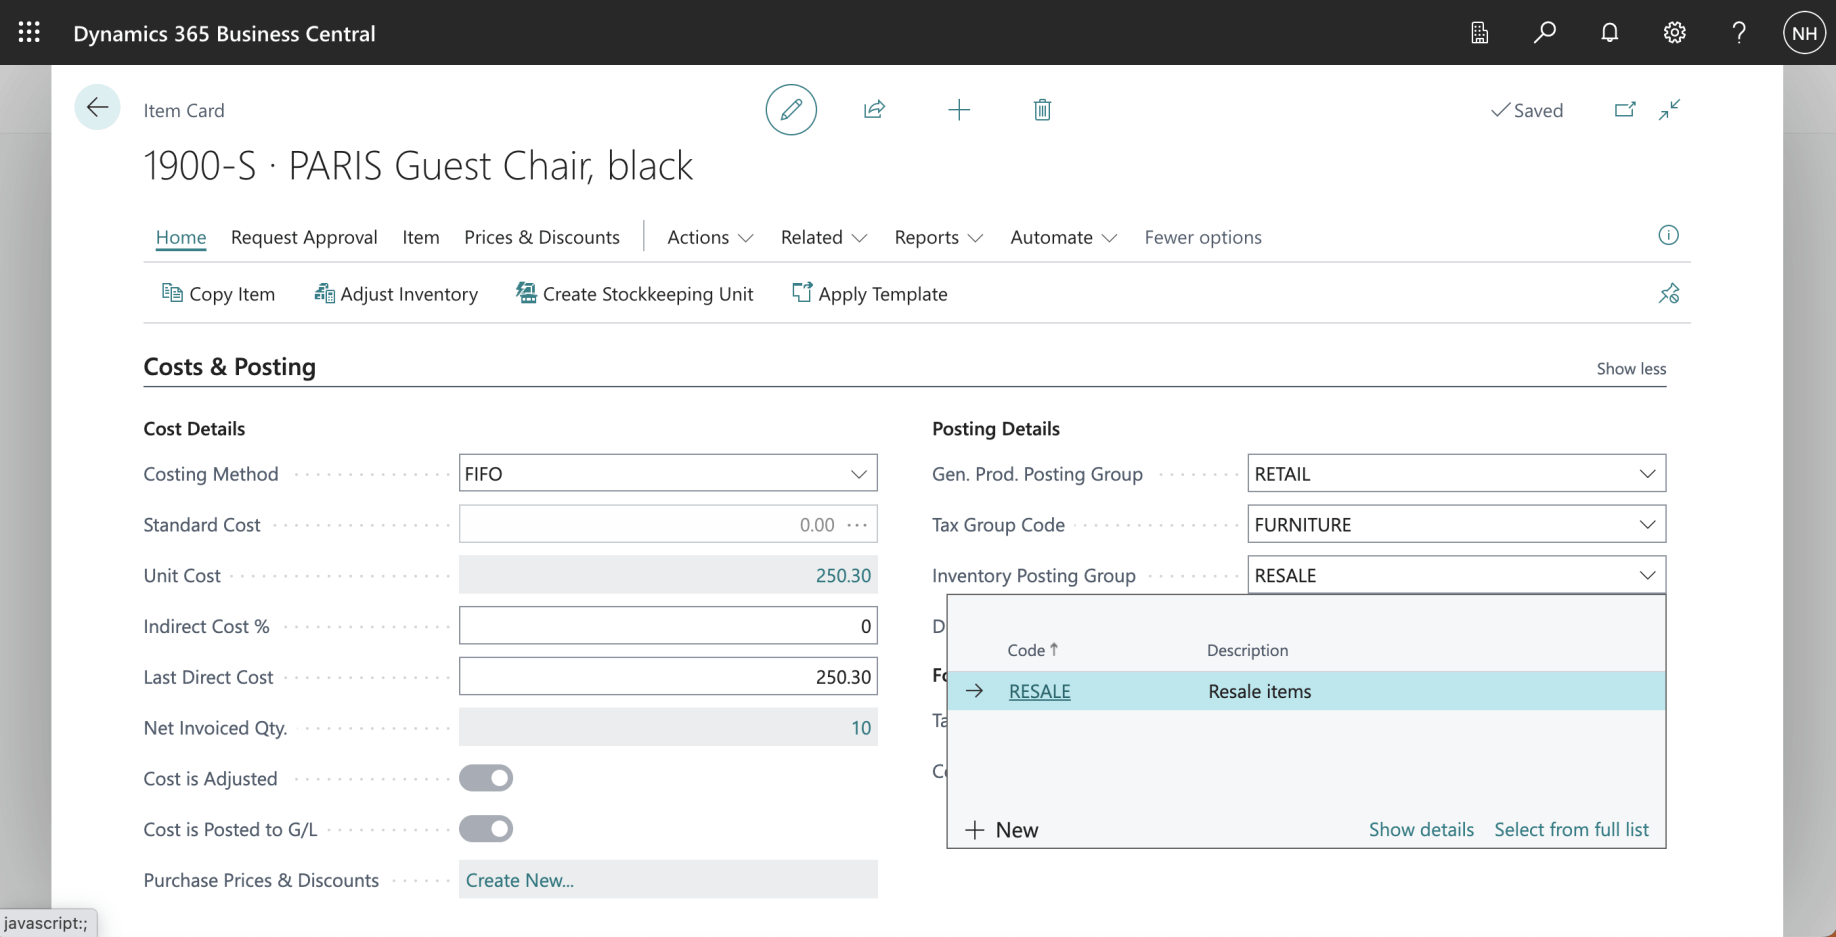 Dynamics 365 Business Central
NH
Item Card
Saved
1900-S · PARIS Guest Chair, black
Home Request Approval Item Prices & Discounts Actions Related Reports Automate Fewer options
Copy Item Adjust Inventory Create Stockkeeping Unit Apply Template
Costs & Posting
Show less
Cost Details
Costing Method FIFO
Standard Cost 0.00 ...
Unit Cost 250.30
Indirect Cost % 0
Last Direct Cost 250.30
Net Invoiced Qty. 10
Cost is Adjusted
Cost is Posted to G/L
Purchase Prices & Discounts Create New...
Posting Details
Gen. Prod. Posting Group RETAIL
Tax Group Code FURNITURE
Inventory Posting Group RESALE
Code ↑ Description
→ RESALE Resale items
+ New Show details Select from full list
javascript:;